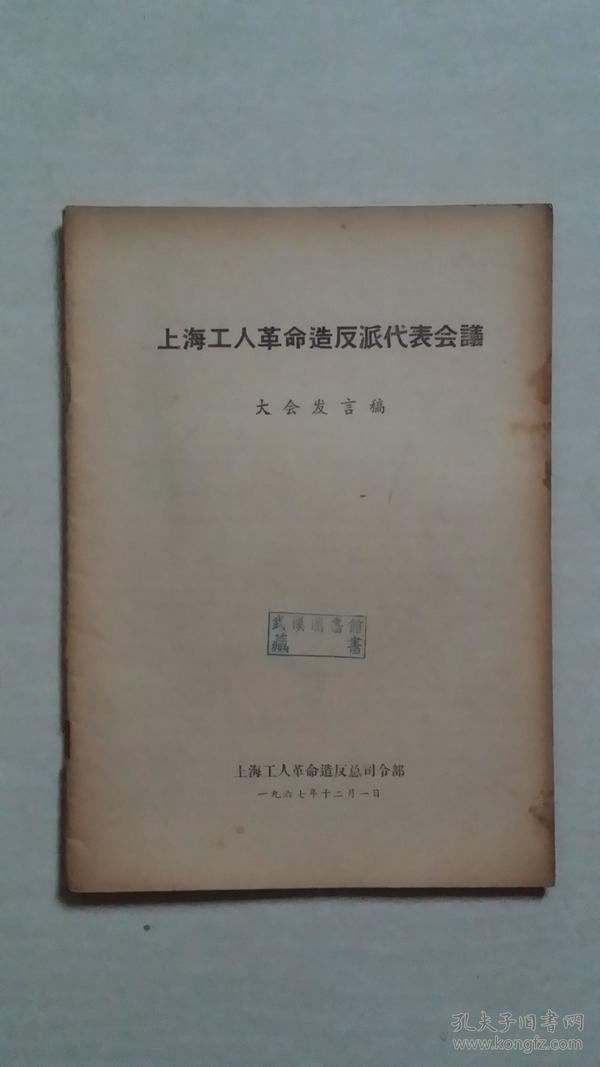 上海工人革命造反派代表会議
大会发言稿
武漢圖書館
藏書
上海工人革命造反总司令部
一九六七年十二月一日
孔夫子旧书网
www.kongfz.com